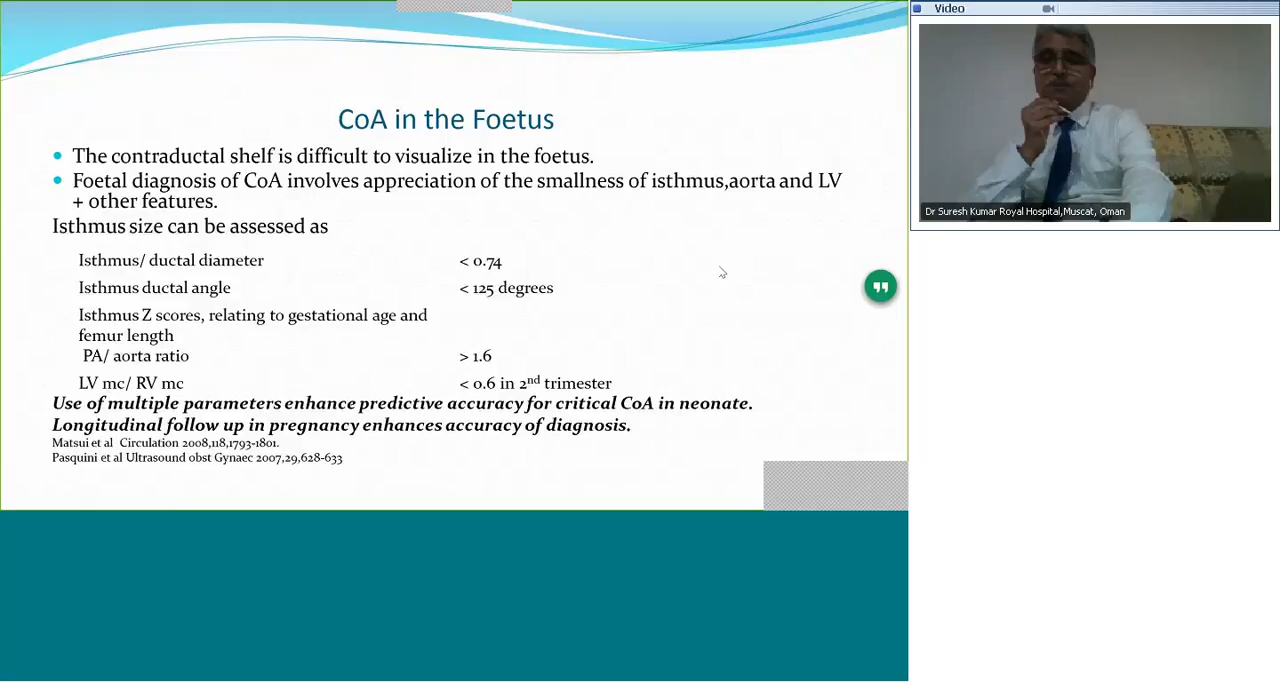 Video
CoA in the Foetus
The contraductal shelf is difficult to visualize in the foetus.
Foetal diagnosis of CoA involves appreciation of the smallness of isthmus,aorta and LV
+ other features.
Isthmus size can be assessed as
Isthmus/ ductal diameter < 0.74
Isthmus ductal angle < 125 degrees
Isthmus Z scores, relating to gestational age and
femur length
PA/ aorta ratio > 1.6
LV mc/ RV mc < 0.6 in 2nd trimester
Use of multiple parameters enhance predictive accuracy for critical CoA in neonate.
Longitudinal follow up in pregnancy enhances accuracy of diagnosis.
Matsui et al Circulation 2008,118,1793-1801.
Pasquini et al Ultrasound obst Gynaec 2007,29,628-633
Dr Suresh Kumar Royal Hospital,Muscat, Oman